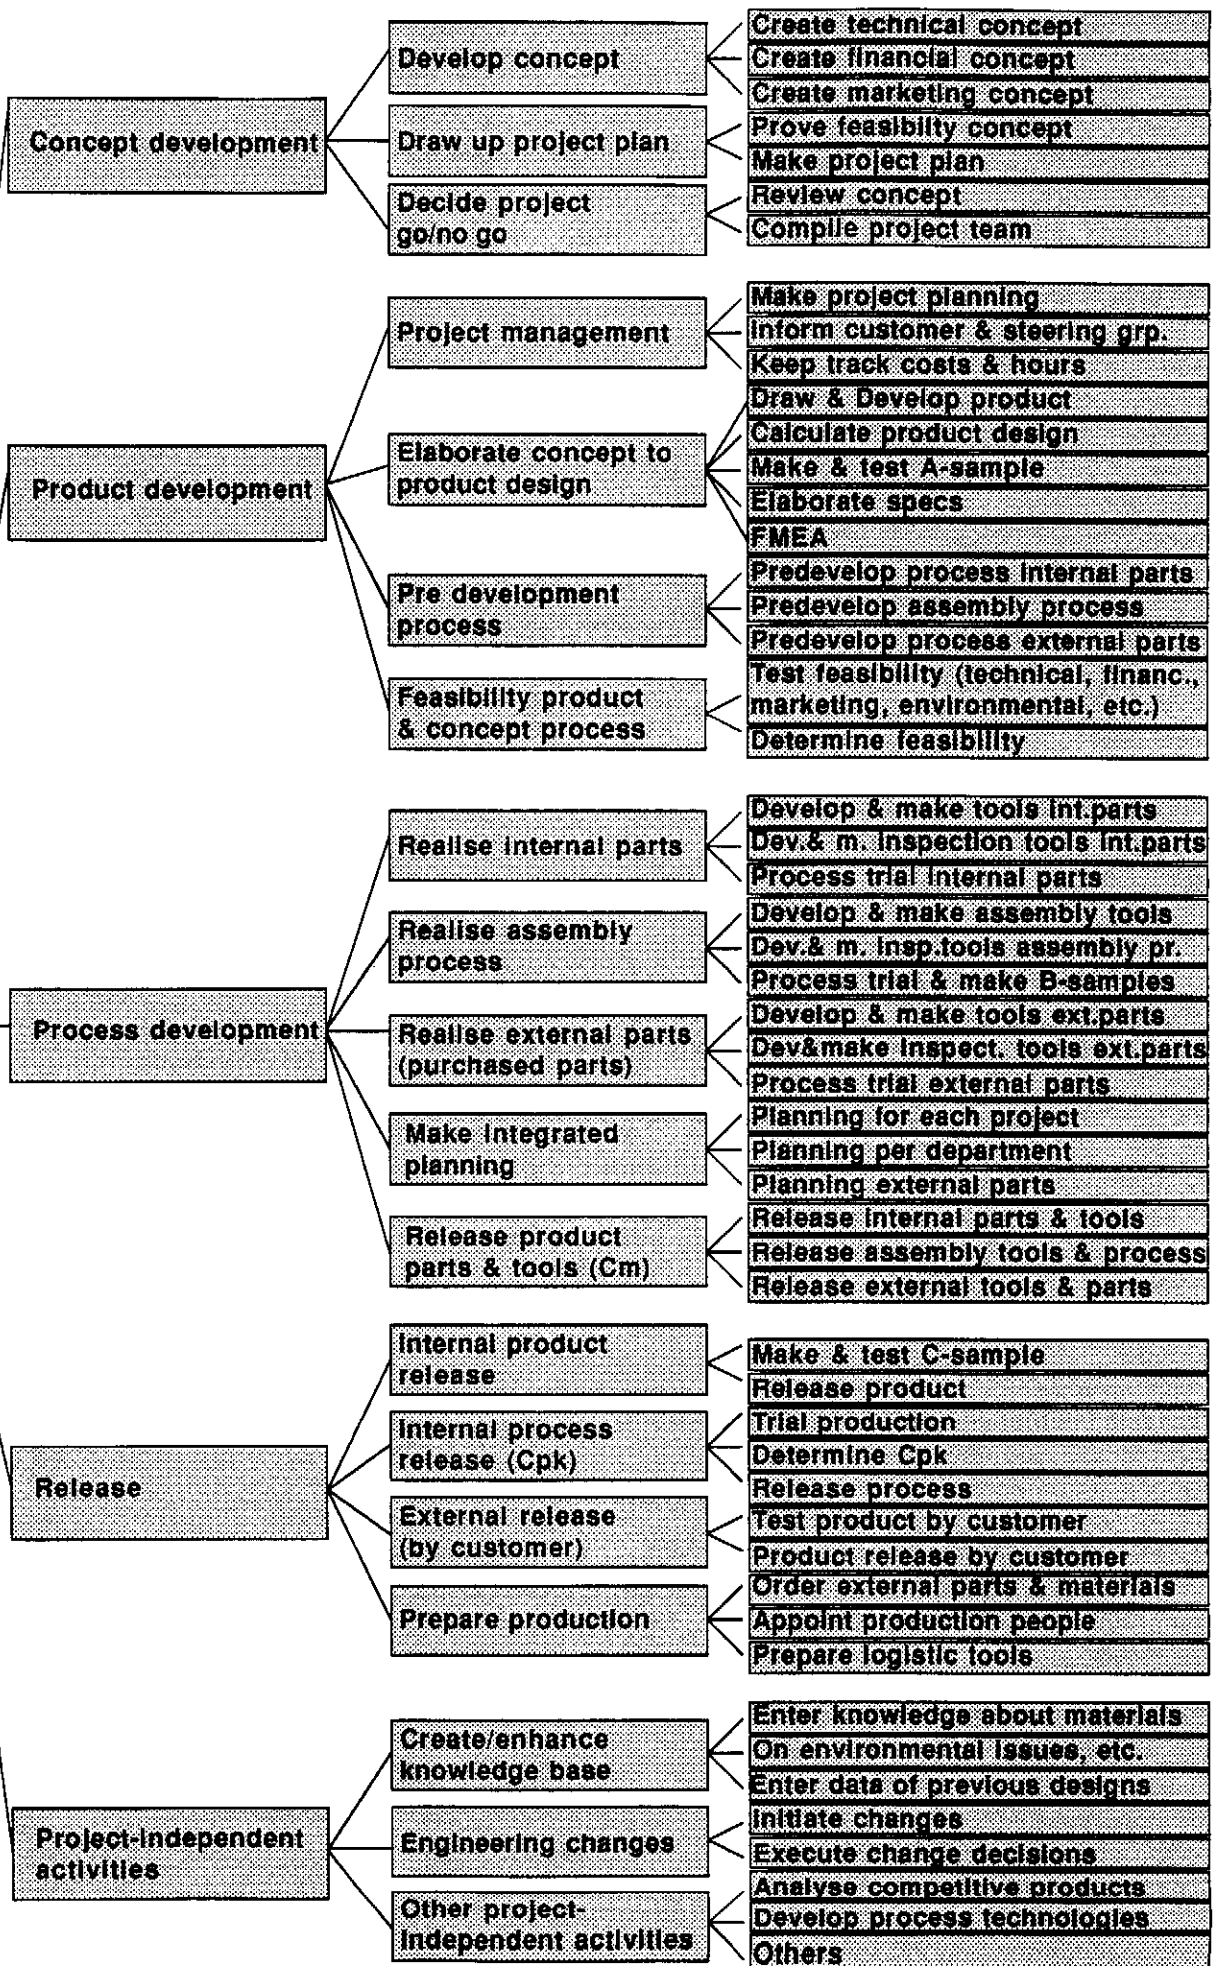 Concept development
Develop concept
Create technical concept
Create financial concept
Create marketing concept
Draw up project plan
Prove feasibilty concept
Make project plan
Decide project
go/no go
Review concept
Compile project team
Product development
Project management
Make project planning
Inform customer & steering grp.
Keep track costs & hours
Elaborate concept to
product design
Draw & Develop product
Calculate product design
Make & test A-sample
Elaborate specs
FMEA
Pre development
process
Predevelop process internal parts
Predevelop assembly process
Predevelop process external parts
Feasibility product
& concept process
Test feasibility (technical, financ.,
marketing, environmental, etc.)
Determine feasibility
Process development
Realise internal parts
Develop & make tools int.parts
Dev.& m. inspection tools int.parts
Process trial internal parts
Realise assembly
process
Develop & make assembly tools
Dev.& m. insp.tools assembly pr.
Process trial & make B-samples
Realise external parts
(purchased parts)
Develop & make tools ext.parts
Dev&make inspect. tools ext.parts
Process trial external parts
Make integrated
planning
Planning for each project
Planning per department
Planning external parts
Release product
parts & tools (Cm)
Release internal parts & tools
Release assembly tools & process
Release external tools & parts
Release
Internal product
release
Make & test C-sample
Release product
Internal process
release (Cpk)
Trial production
Determine Cpk
Release process
External release
(by customer)
Test product by customer
Product release by customer
Prepare production
Order external parts & materials
Appoint production people
Prepare logistic tools
Project-independent
activities
Create/enhance
knowledge base
Enter knowledge about materials
On environmental issues, etc.
Enter data of previous designs
Engineering changes
Initiate changes
Execute change decisions
Other project-
independent activities
Analyse competitive products
Develop process technologies
Others